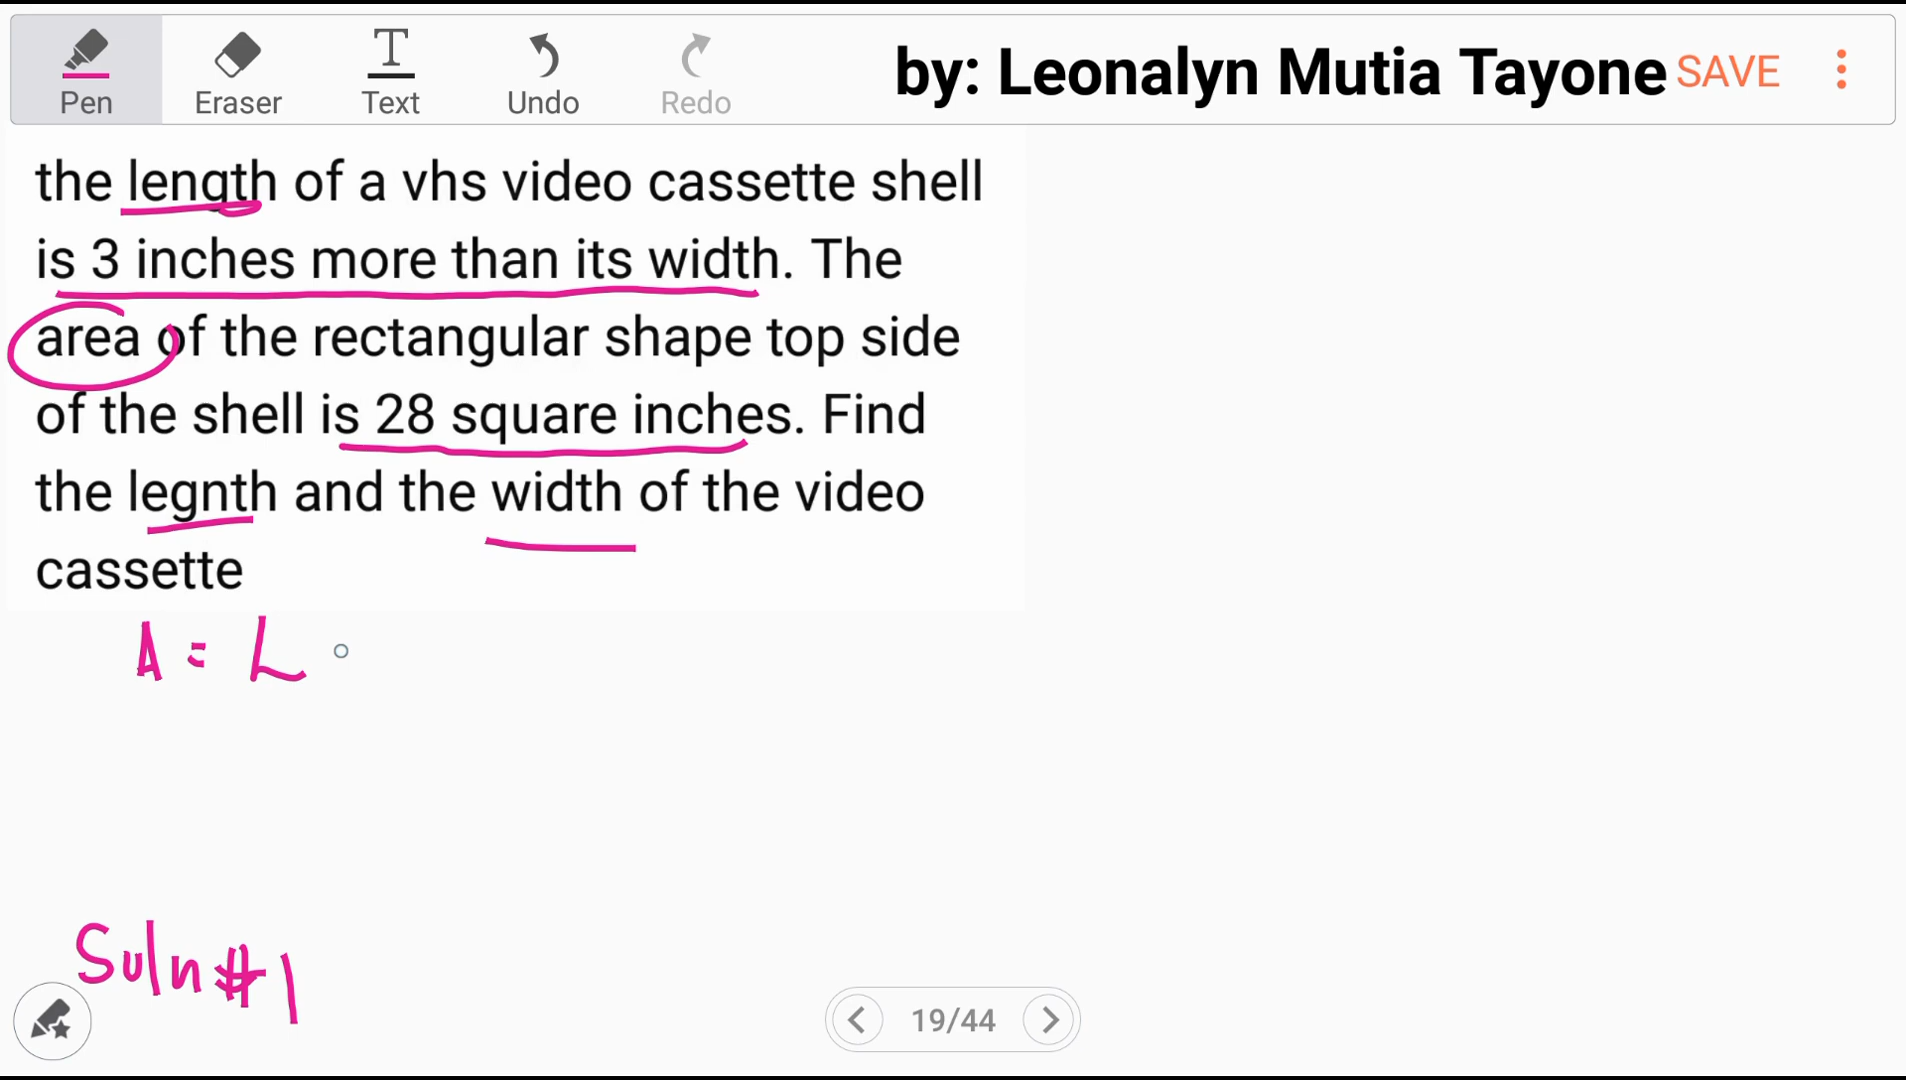 Pen Eraser Text Undo Redo by: Leonalyn Mutia Tayone SAVE
the length of a vhs video cassette shell
is 3 inches more than its width. The
area of the rectangular shape top side
of the shell is 28 square inches. Find
the legnth and the width of the video
cassette
A = L
Soln #1
19/44